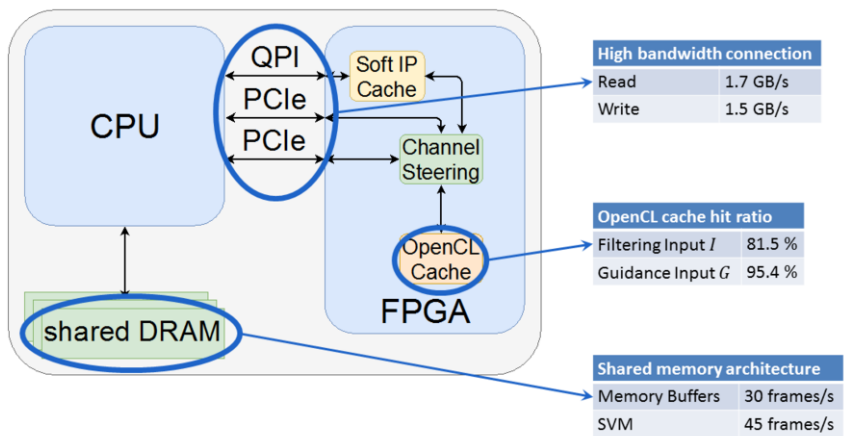 CPU
QPI
PCIe
PCIe
Soft IP
Cache
Channel
Steering
OpenCL
Cache
FPGA
shared DRAM
High bandwidth connection
Read 1.7 GB/s
Write 1.5 GB/s
OpenCL cache hit ratio
Filtering Input I 81.5 %
Guidance Input G 95.4 %
Shared memory architecture
Memory Buffers 30 frames/s
SVM 45 frames/s